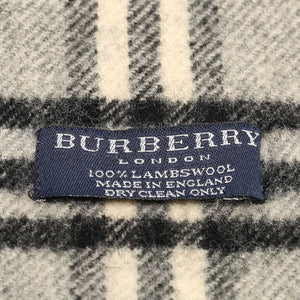 BURBERRY
LONDON
100% LAMBSWOOL
MADE IN ENGLAND
DRY CLEAN ONLY